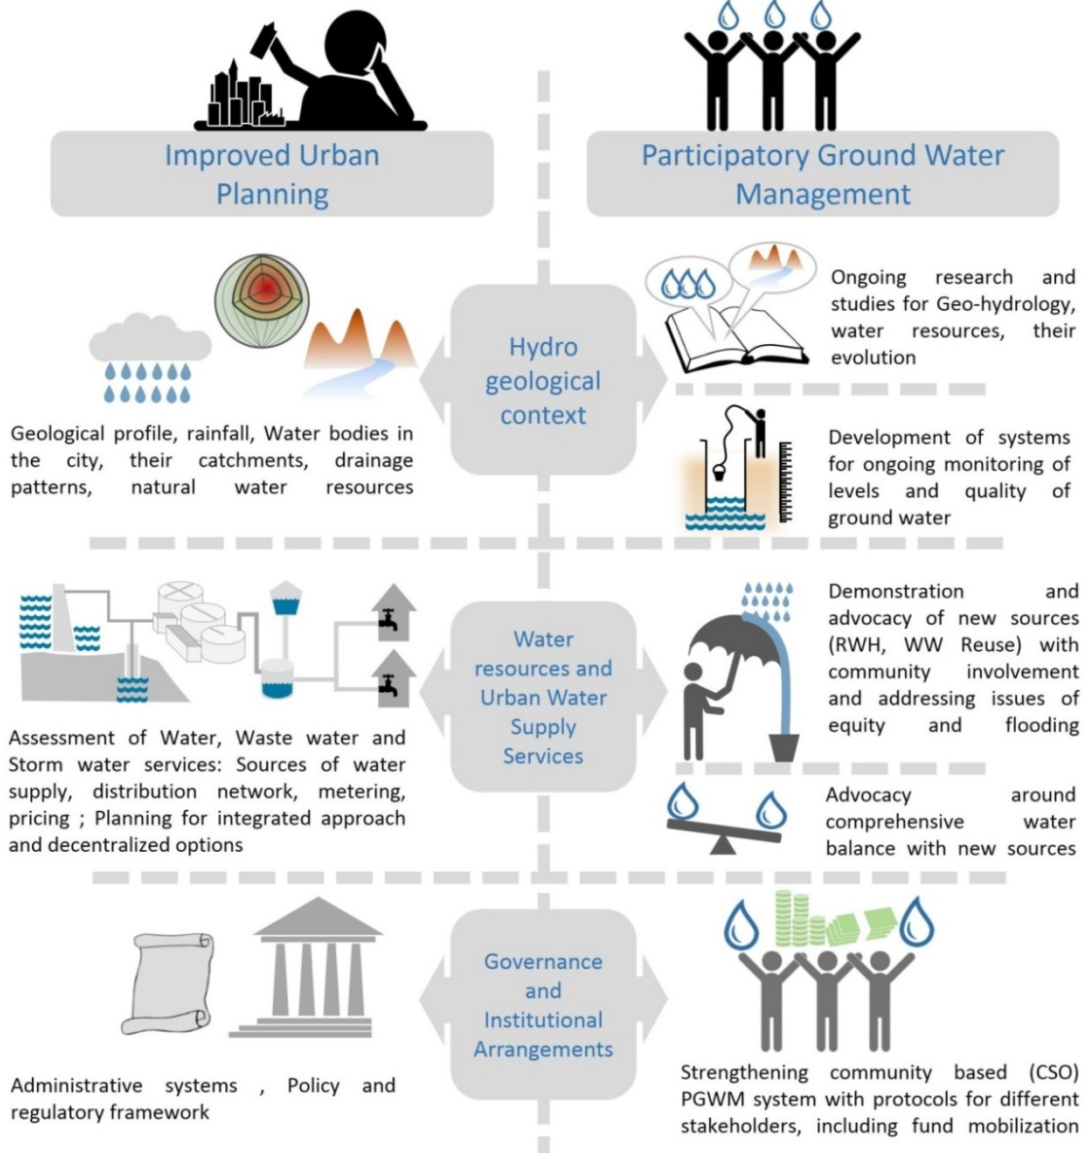 Improved Urban
Planning
Participatory Ground Water
Management
Hydro
geological
context
Geological profile, rainfall, Water bodies in
the city, their catchments, drainage
patterns, natural water resources
Ongoing research and
studies for Geo-hydrology,
water resources, their
evolution
Development of systems
for ongoing monitoring of
levels and quality of
ground water
Water
resources and
Urban Water
Supply
Services
Assessment of Water, Waste water and
Storm water services: Sources of water
supply, distribution network, metering,
pricing ; Planning for integrated approach
and decentralized options
Demonstration and
advocacy of new sources
(RWH, WW Reuse) with
community involvement
and addressing issues of
equity and flooding
Advocacy around
comprehensive water
balance with new sources
Governance
and
Institutional
Arrangements
Administrative systems , Policy and
regulatory framework
Strengthening community based (CSO)
PGWM system with protocols for different
stakeholders, including fund mobilization